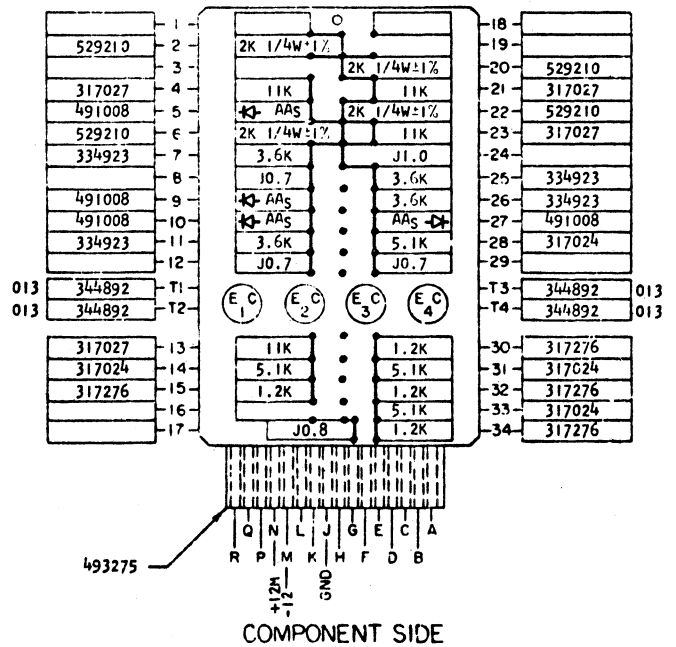 1 18
529210 2 2K 1/4W±1% 19
3 2K 1/4W±1% 20 529210
317027 4 11K 11K 21 317027
491008 5 AAS 2K 1/4W±1% 22 529210
529210 6 2K 1/4W±1% 11K 23 317027
334923 7 3.6K J1.0 24
8 J0.7 3.6K 25 334923
491008 9 AAS 3.6K 26 334923
491008 10 AAS AAS 27 491008
334923 11 3.6K 5.1K 28 317024
12 J0.7 J0.7 29
013 344892 T1 E C E C E C E C T3 344892 013
013 344892 T2 1 2 3 4 T4 344892 013
317027 13 11K 1.2K 30 317276
317024 14 5.1K 5.1K 31 317024
317276 15 1.2K 1.2K 32 317276
16 5.1K 33 317024
17 J0.8 1.2K 34 317276
Q N L J G E C A
493275 R P M K H F D B
+12M -12 GND
COMPONENT SIDE